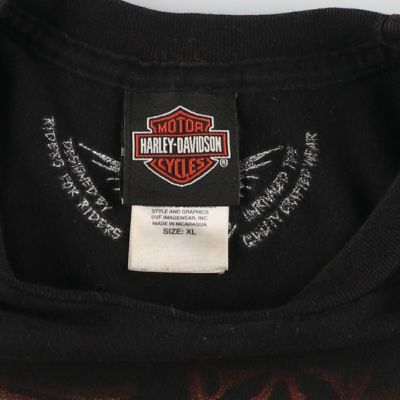 MOTOR
HARLEY-DAVIDSON
CYCLES
®
DESIGNED BY
RIDERS FOR RIDERS
QUALITY CRAFTED WEAR
STYLE AND GRAPHICS
©VF IMAGEWEAR, INC.
MADE IN NICARAGUA
SIZE: XL